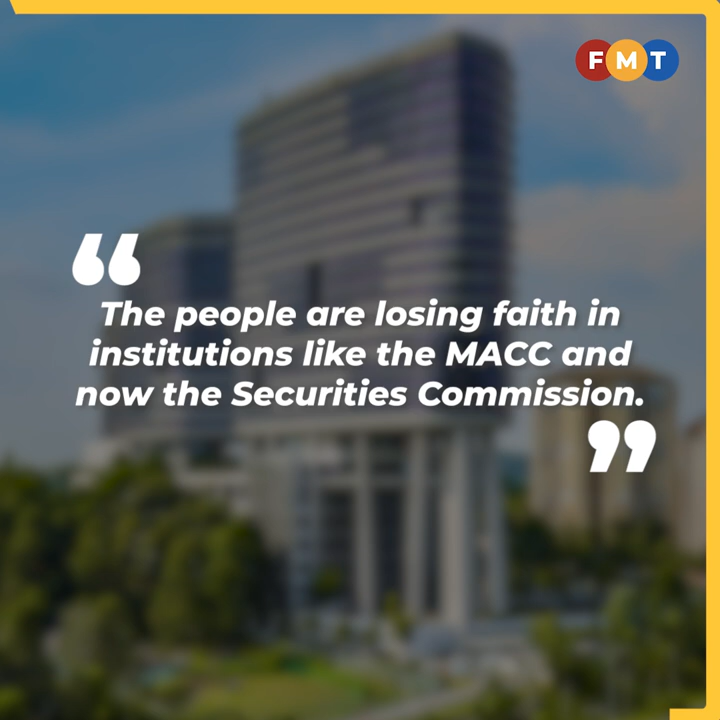 FMT
“
The people are losing faith in
institutions like the MACC and
now the Securities Commission.
”